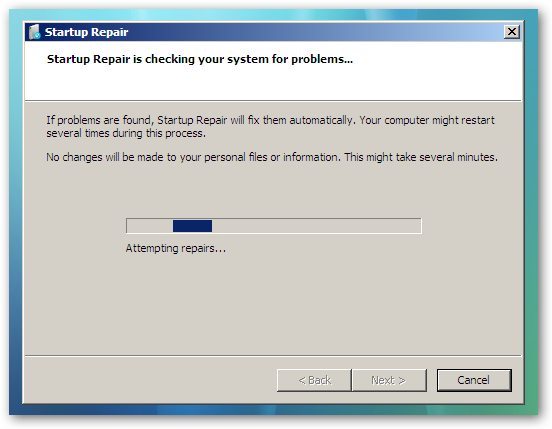 Startup Repair
Startup Repair is checking your system for problems...
If problems are found, Startup Repair will fix them automatically. Your computer might restart
several times during this process.
No changes will be made to your personal files or information. This might take several minutes.
Attempting repairs...
< Back
Next >
Cancel